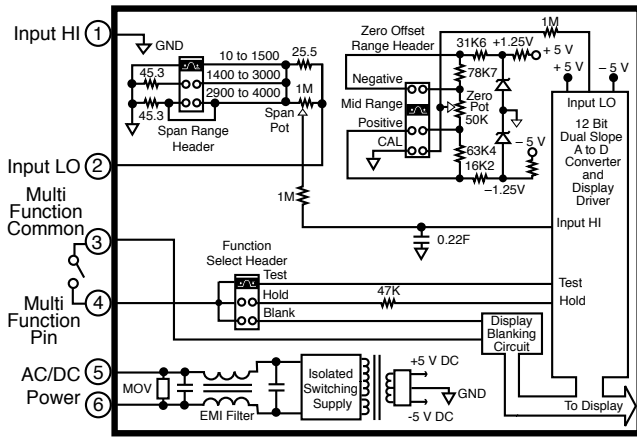 Input HI 1
GND
10 to 1500
25.5
45.3
1400 to 3000
1M
2900 to 4000
45.3
Span Range
Header
Span
Pot
Input LO 2
1M
Zero Offset
Range Header
31K6
+1.25V
+ 5 V
1M
Negative
78K7
Mid Range
Zero
Pot
50K
Positive
CAL
63K4
16K2
– 5 V
–1.25V
+ 5 V
– 5 V
Input LO
12 Bit
Dual Slope
A to D
Converter
and
Display
Driver
Input HI
0.22F
Test
Hold
Multi
Function
Common
3
4
Multi
Function
Pin
Function
Select Header
Test
Hold
47K
Blank
Display
Blanking
Circuit
To Display
AC/DC
Power
5
6
MOV
EMI Filter
Isolated
Switching
Supply
+5 V DC
GND
-5 V DC